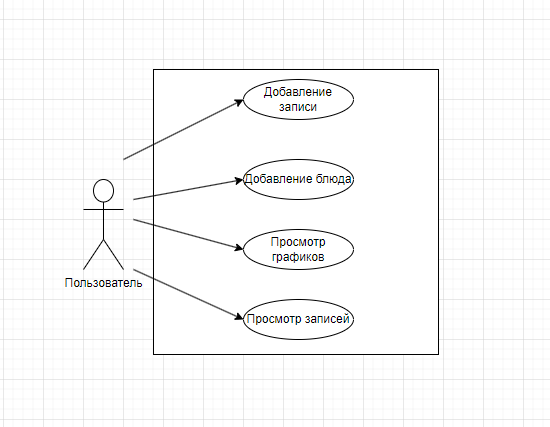 Добавление
записи
Добавление блюда
Просмотр
графиков
Пользователь
Просмотр записей